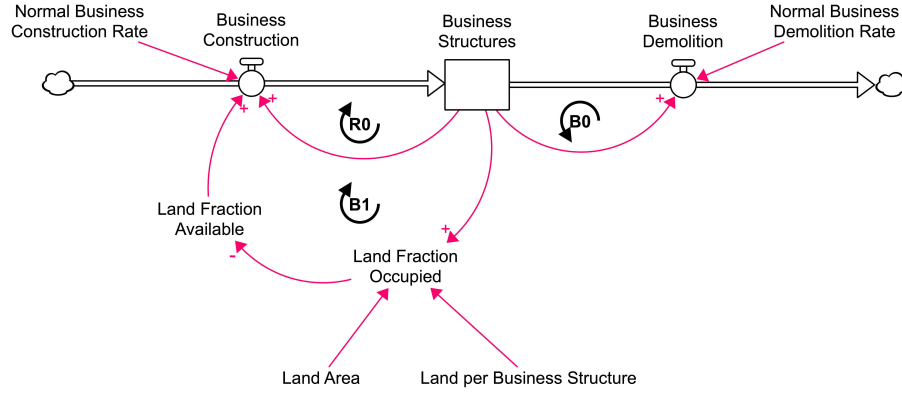 Normal Business
Construction Rate
Business
Construction
Business
Structures
Business
Demolition
Normal Business
Demolition Rate
+
+
+
R0
B0
B1
+
Land Fraction
Available
-
Land Fraction
Occupied
Land Area
Land per Business Structure